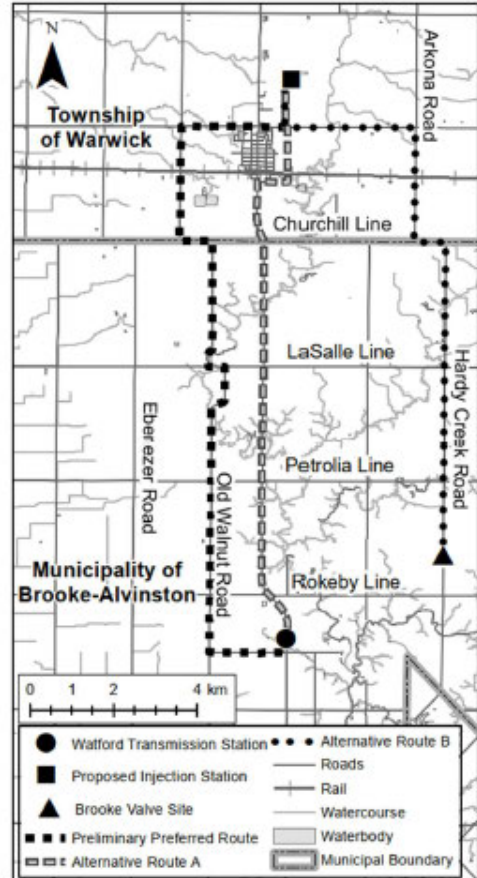 N
Township
of Warwick
Arkona Road
6
Churchill Line
LaSalle Line
Hardy Creek Road
Ebenezer Road
Old Walnut Road
Petrolia Line
Municipality of
Brooke-Alvinston
Rokeby Line
0 1 2 4 km
Watford Transmission Station
Proposed Injection Station
Brooke Valve Site
Preliminary Preferred Route
Alternative Route A
Alternative Route B
Roads
Rail
Watercourse
Waterbody
Municipal Boundary